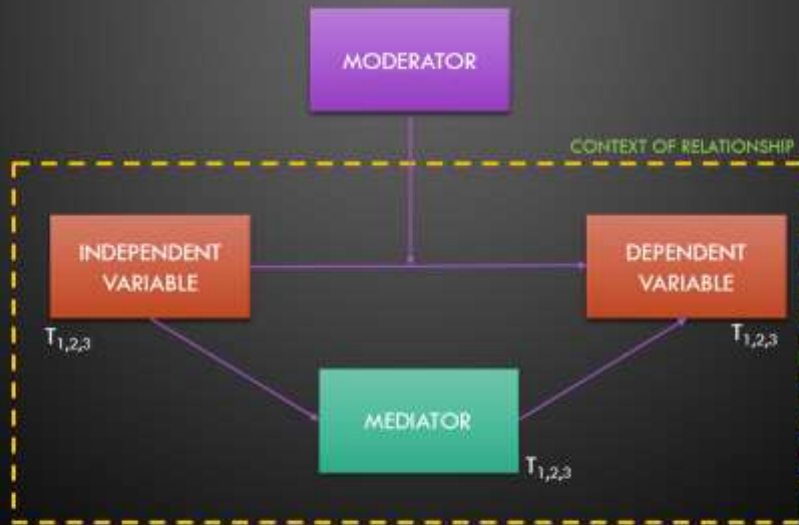 MODERATOR
CONTEXT OF RELATIONSHIP
INDEPENDENT
VARIABLE
DEPENDENT
VARIABLE
T1,2,3
T1,2,3
MEDIATOR
T1,2,3